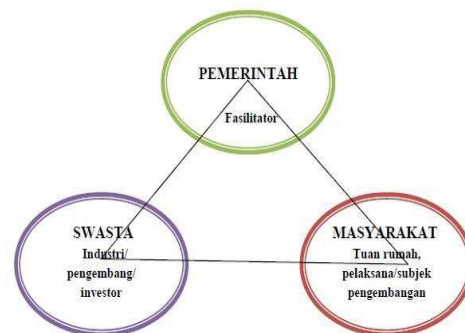 PEMERINTAH
Fasilitator
SWASTA
Industri/
pengembang/
investor
MASYARAKAT
Tuan rumah,
pelaksana/subjek
pengembangan